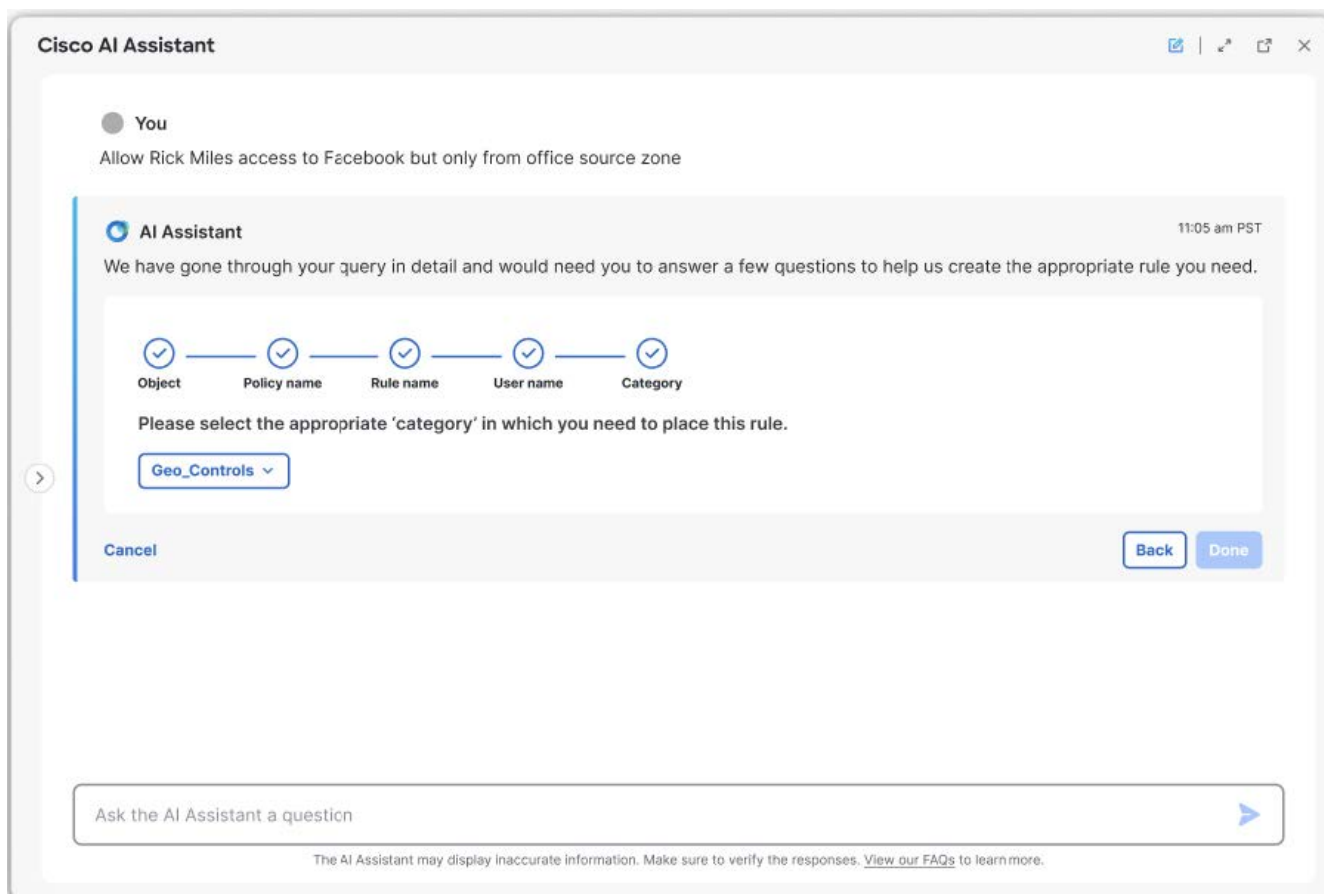 Cisco AI Assistant
You
Allow Rick Miles access to Facebook but only from office source zone
AI Assistant
11:05 am PST
We have gone through your query in detail and would need you to answer a few questions to help us create the appropriate rule you need.
Object Policy name Rule name User name Category
Please select the appropriate ‘category’ in which you need to place this rule.
Geo_Controls
Cancel
Back Done
Ask the AI Assistant a question
The AI Assistant may display inaccurate information. Make sure to verify the responses. View our FAQs to learn more.